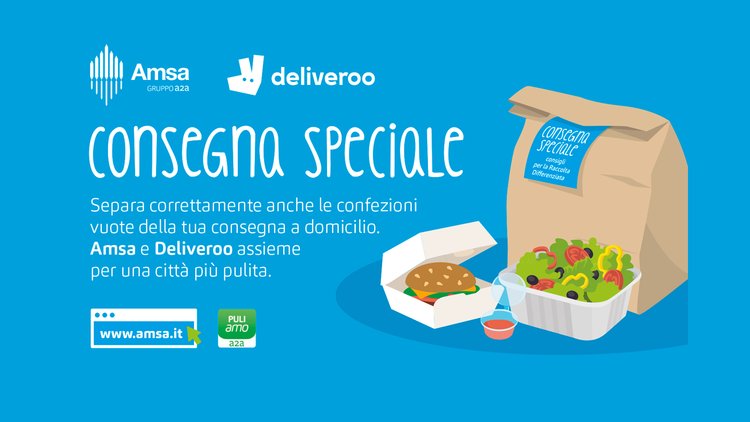 Amsa
GRUPPO a2a
deliveroo
CONSEGNA SPECIALE
Separa correttamente anche le confezioni
vuote della tua consegna a domicilio.
Amsa e Deliveroo assieme
per una città più pulita.
www.amsa.it
PULI
amo
a2a
CONSEGNA
SPECIALE
consigli
per la Raccolta
Differenziata